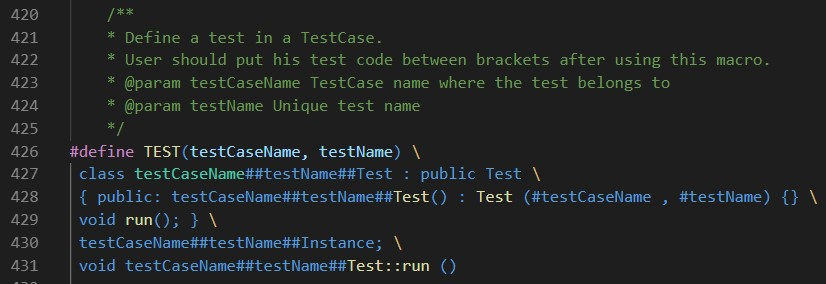 420 /**
421 * Define a test in a TestCase.
422 * User should put his test code between brackets after using this macro.
423 * @param testCaseName TestCase name where the test belongs to
424 * @param testName Unique test name
425 */
426 #define TEST(testCaseName, testName) \
427 class testCaseName##testName##Test : public Test \
428 { public: testCaseName##testName##Test() : Test (#testCaseName , #testName) {} \
429 void run(); } \
430 testCaseName##testName##Instance; \
431 void testCaseName##testName##Test::run ()